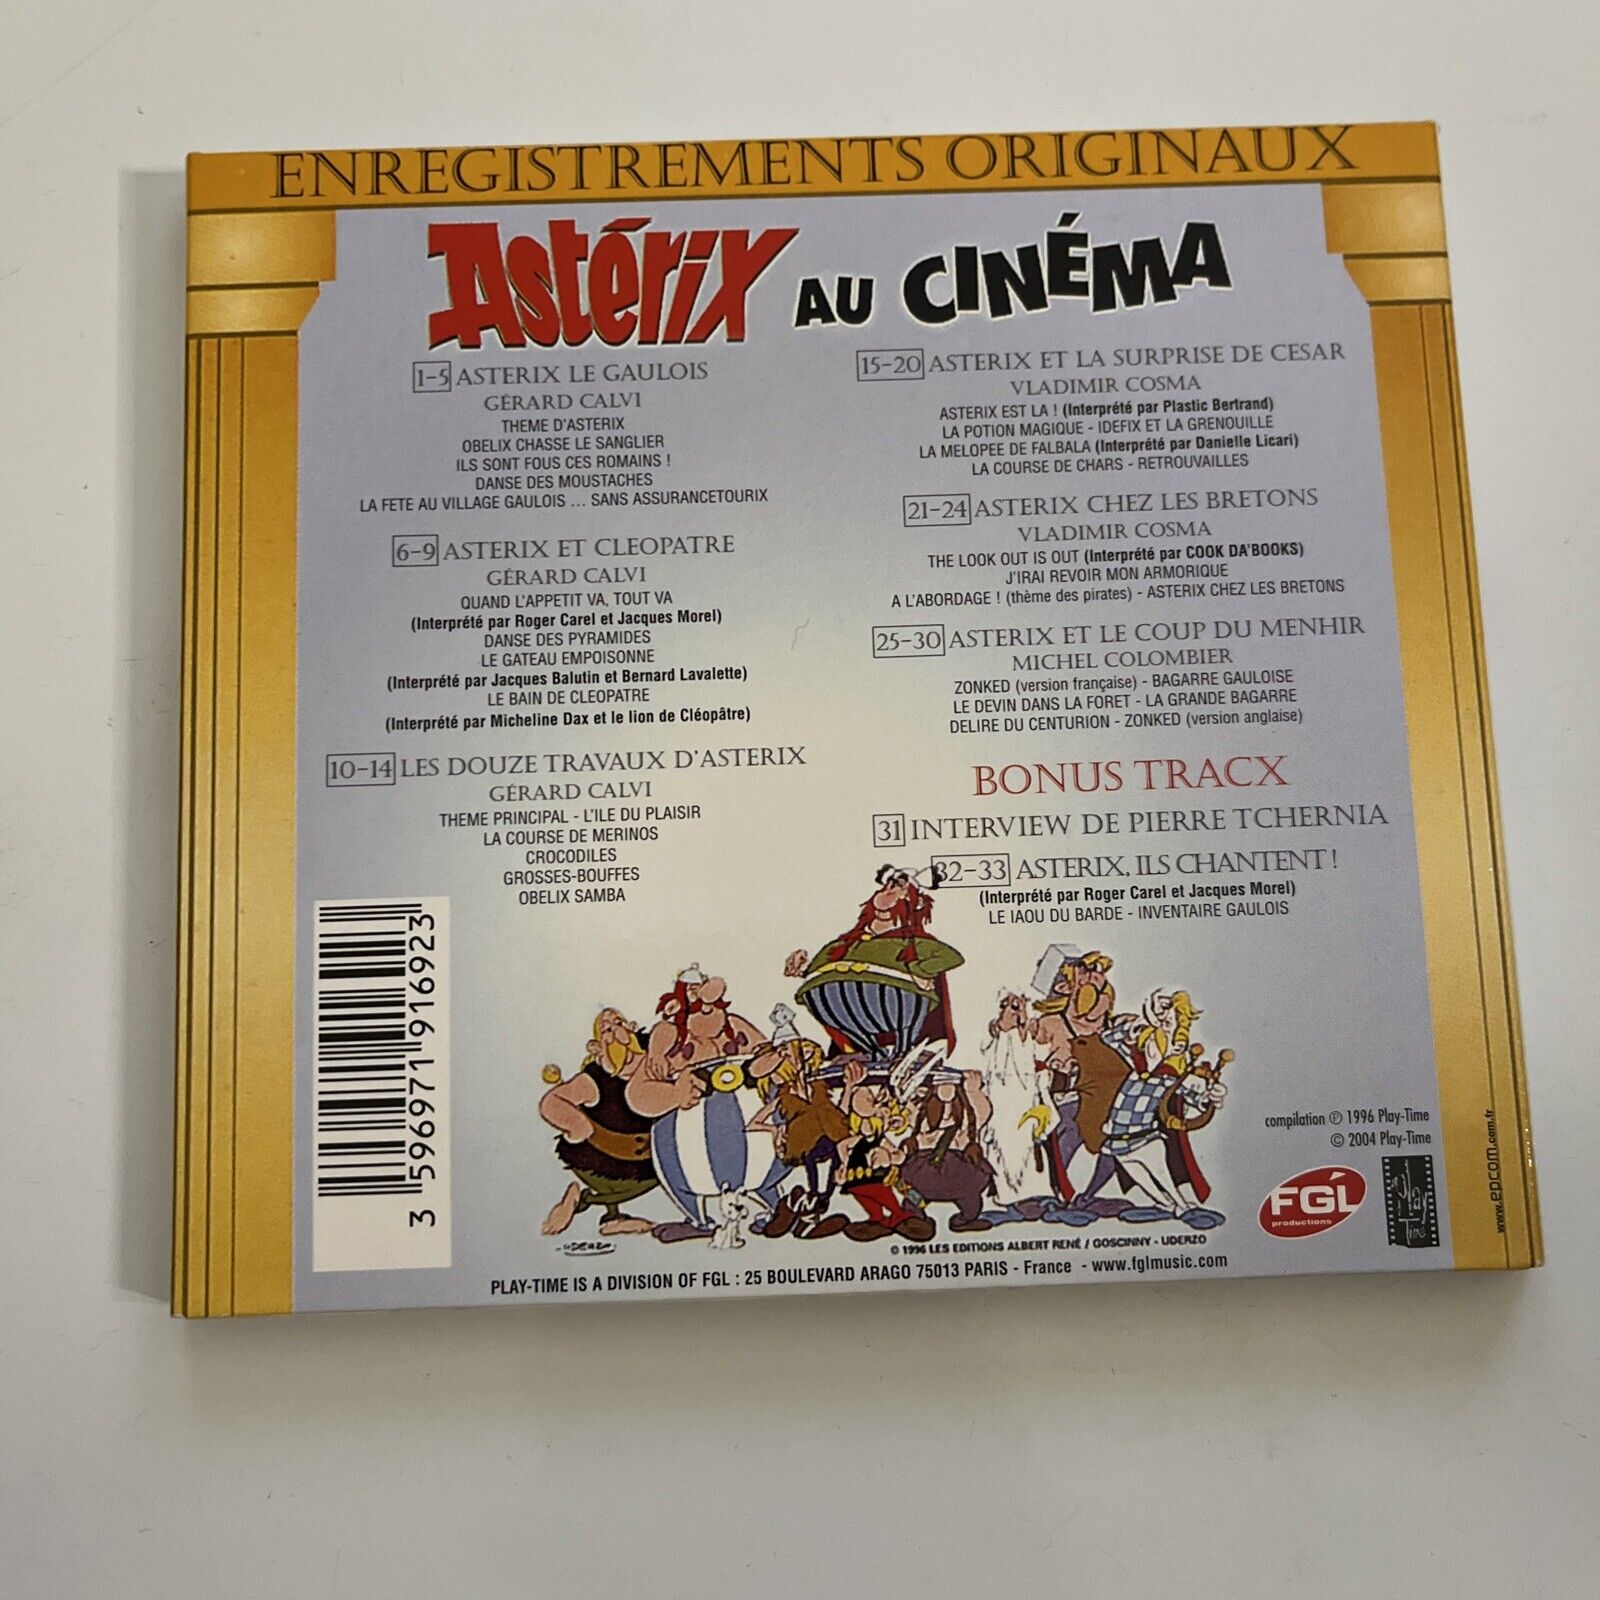 ENREGISTREMENTS ORIGINAUX
Astérix AU CINÉMA
1-5 ASTERIX LE GAULOIS
GÉRARD CALVI
THEME D'ASTERIX
OBELIX CHASSE LE SANGLIER
ILS SONT FOUS CES ROMAINS !
DANSE DES MOUSTACHES
LA FETE AU VILLAGE GAULOIS ... SANS ASSURANCETOURIX
6-9 ASTERIX ET CLEOPATRE
GÉRARD CALVI
QUAND L'APPETIT VA, TOUT VA
(Interprété par Roger Carel et Jacques Morel)
DANSE DES PYRAMIDES
LE GATEAU EMPOISONNE
(Interprété par Jacques Balutin et Bernard Lavalette)
LE BAIN DE CLEOPATRE
(Interprété par Micheline Dax et le lion de Cléopâtre)
10-14 LES DOUZE TRAVAUX D'ASTERIX
GÉRARD CALVI
THEME PRINCIPAL - L'ILE DU PLAISIR
LA COURSE DE MERINOS
CROCODILES
GROSSES-BOUFFES
OBELIX SAMBA
15-20 ASTERIX ET LA SURPRISE DE CESAR
VLADIMIR COSMA
ASTERIX EST LA ! (Interprété par Plastic Bertrand)
LA POTION MAGIQUE - IDEFIX ET LA GRENOUILLE
LA MELOPEE DE FALBALA (Interprété par Danielle Licari)
LA COURSE DE CHARS - RETROUVAILLES
21-24 ASTERIX CHEZ LES BRETONS
VLADIMIR COSMA
THE LOOK OUT IS OUT (Interprété par COOK DA'BOOKS)
J'IRAI REVOIR MON ARMORIQUE
A L'ABORDAGE ! (thème des pirates) - ASTERIX CHEZ LES BRETONS
25-30 ASTERIX ET LE COUP DU MENHIR
MICHEL COLOMBIER
ZONKED (version française) - BAGARRE GAULOISE
LE DEVIN DANS LA FORET - LA GRANDE BAGARRE
DELIRE DU CENTURION - ZONKED (version anglaise)
BONUS TRACX
31 INTERVIEW DE PIERRE TCHERNIA
32-33 ASTERIX, ILS CHANTENT !
(Interprété par Roger Carel et Jacques Morel)
LE IAOU DU BARDE - INVENTAIRE GAULOIS
3 596971 916923
compilation ℗ 1996 Play-Time
© 2004 Play-Time
FGL
productions
Play
Time
www.epcom.com.fr
UDERZO
© 1996 LES EDITIONS ALBERT RENÉ / GOSCINNY - UDERZO
PLAY-TIME IS A DIVISION OF FGL : 25 BOULEVARD ARAGO 75013 PARIS - France - www.fglmusic.com